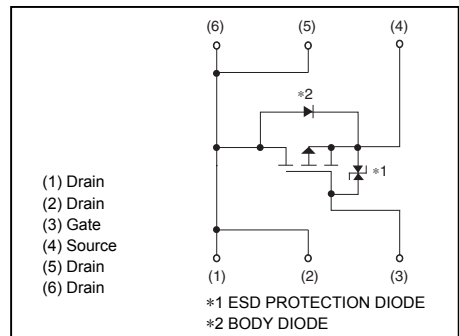 (6) (5) (4)
*2
*1
(1) Drain
(2) Drain
(3) Gate
(4) Source
(5) Drain
(6) Drain
(1) (2) (3)
*1 ESD PROTECTION DIODE
*2 BODY DIODE